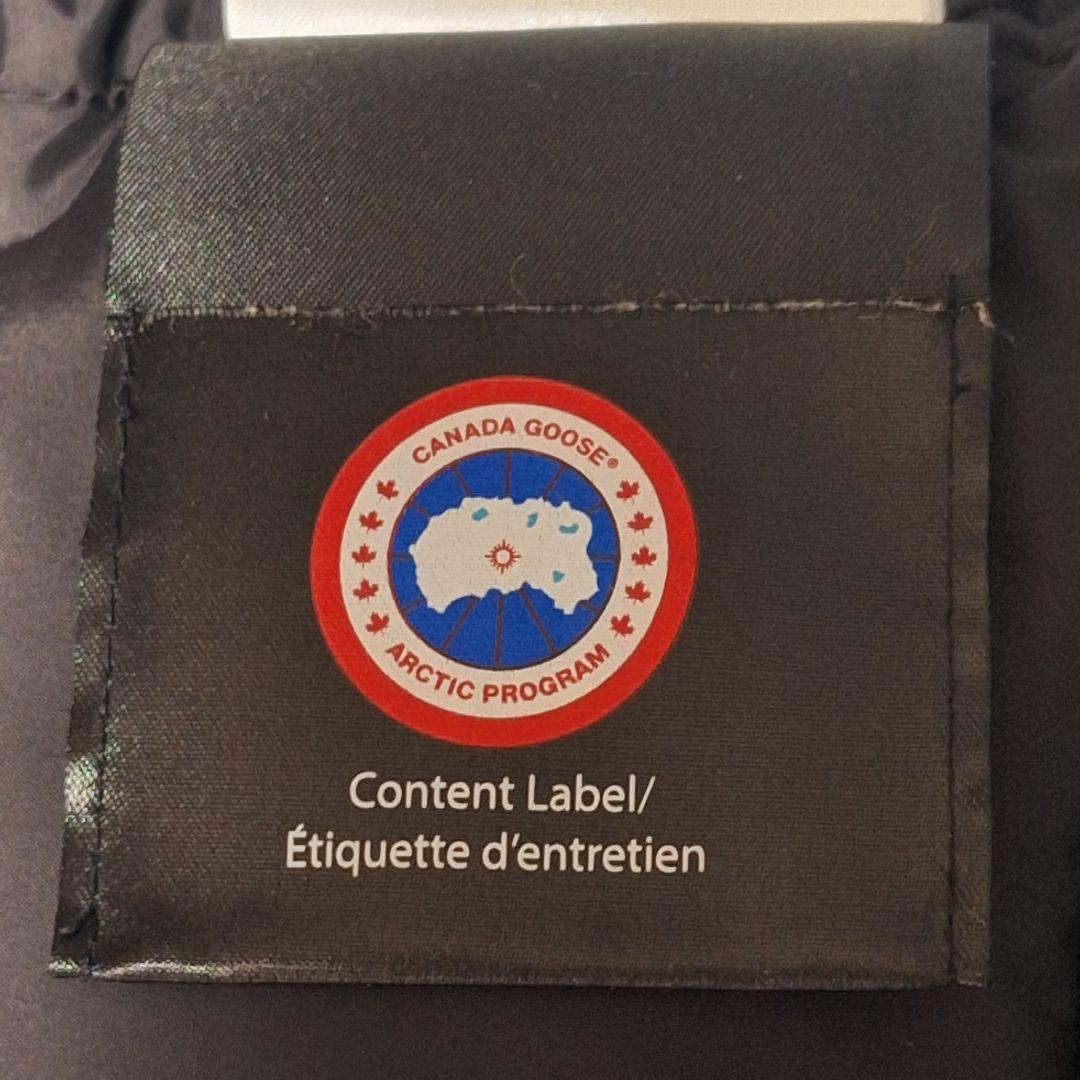 CANADA GOOSE®
ARCTIC PROGRAM
Content Label/
Étiquette d'entretien